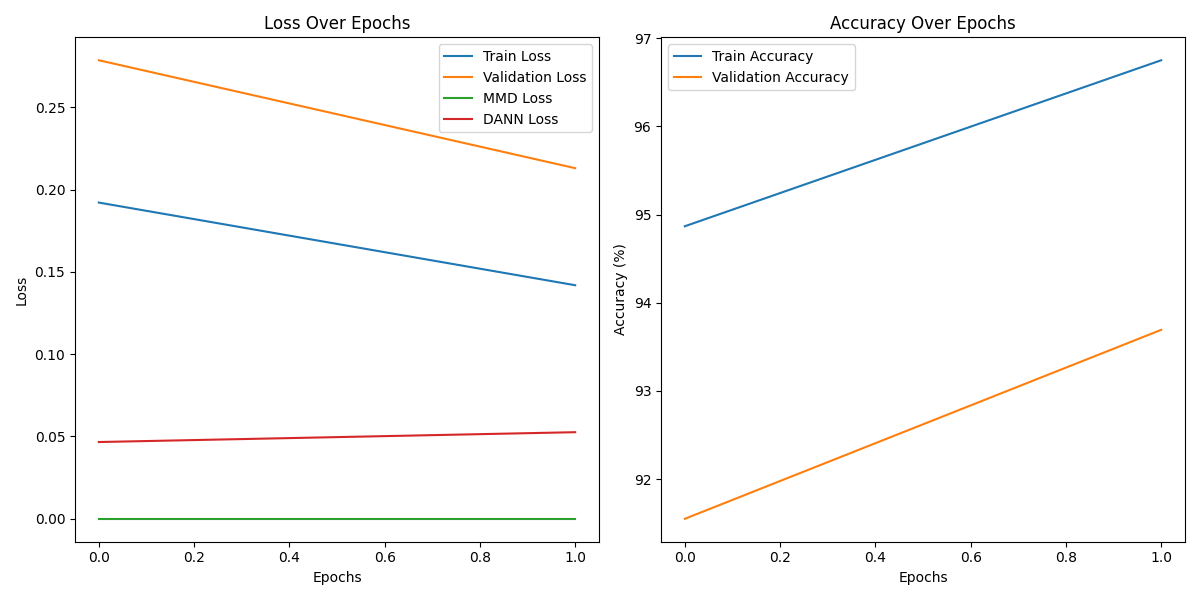 Loss Over Epochs
Train Loss
Validation Loss
MMD Loss
DANN Loss
0.25
0.20
0.15
0.10
0.05
0.00
Loss
0.0 0.2 0.4 0.6 0.8 1.0
Epochs
Accuracy Over Epochs
Train Accuracy
Validation Accuracy
97
96
95
94
93
92
Accuracy (%)
0.0 0.2 0.4 0.6 0.8 1.0
Epochs